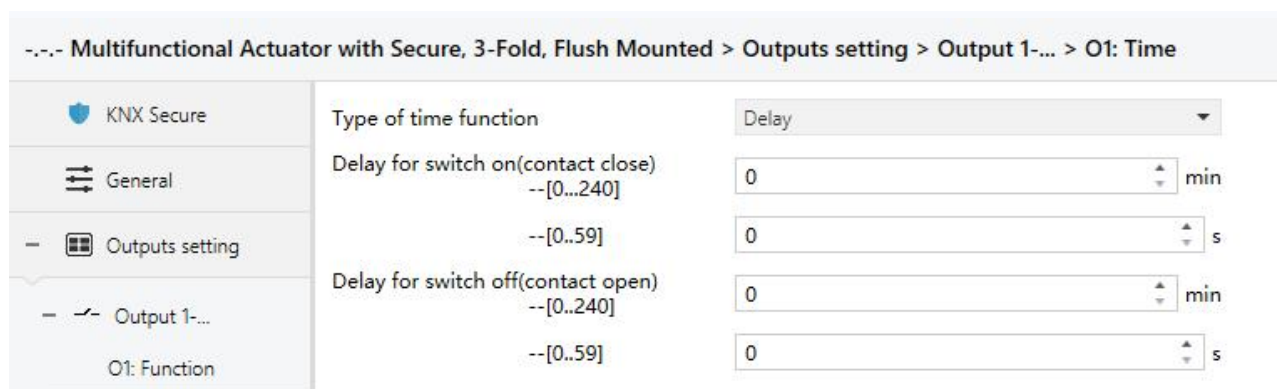 -.-.- Multifunctional Actuator with Secure, 3-Fold, Flush Mounted > Outputs setting > Output 1-... > O1: Time
KNX Secure
General
Outputs setting
Output 1-...
O1: Function
Type of time function
Delay
Delay for switch on(contact close)
--[0...240]
0
min
--[0..59]
0
s
Delay for switch off(contact open)
--[0..240]
0
min
--[0..59]
0
s